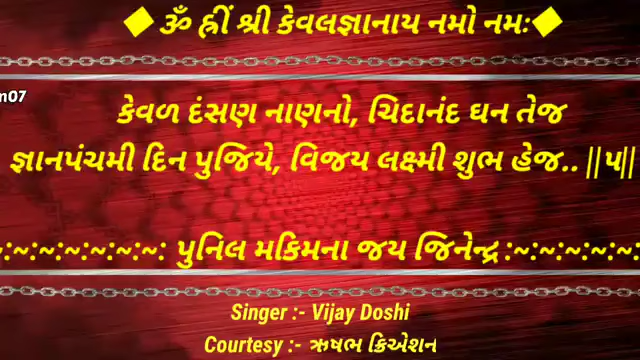 ◆ ૐ હ્રીં શ્રી કેવલજ્ઞાનાય નમો નમઃ◆
કેવળ દંસણ નાણનો, ચિદાનંદ ઘન તેજ
જ્ઞાનપંચમી દિન પુજિયે, વિજય લક્ષ્મી શુભ હેજ.. ||૫||
:~:~:~:~:~:~: પુનિલ મકિમના જય જિનેન્દ્ર :~:~:~:~:~:
Singer :- Vijay Doshi
Courtesy :- ઋષભ ક્રિએશન